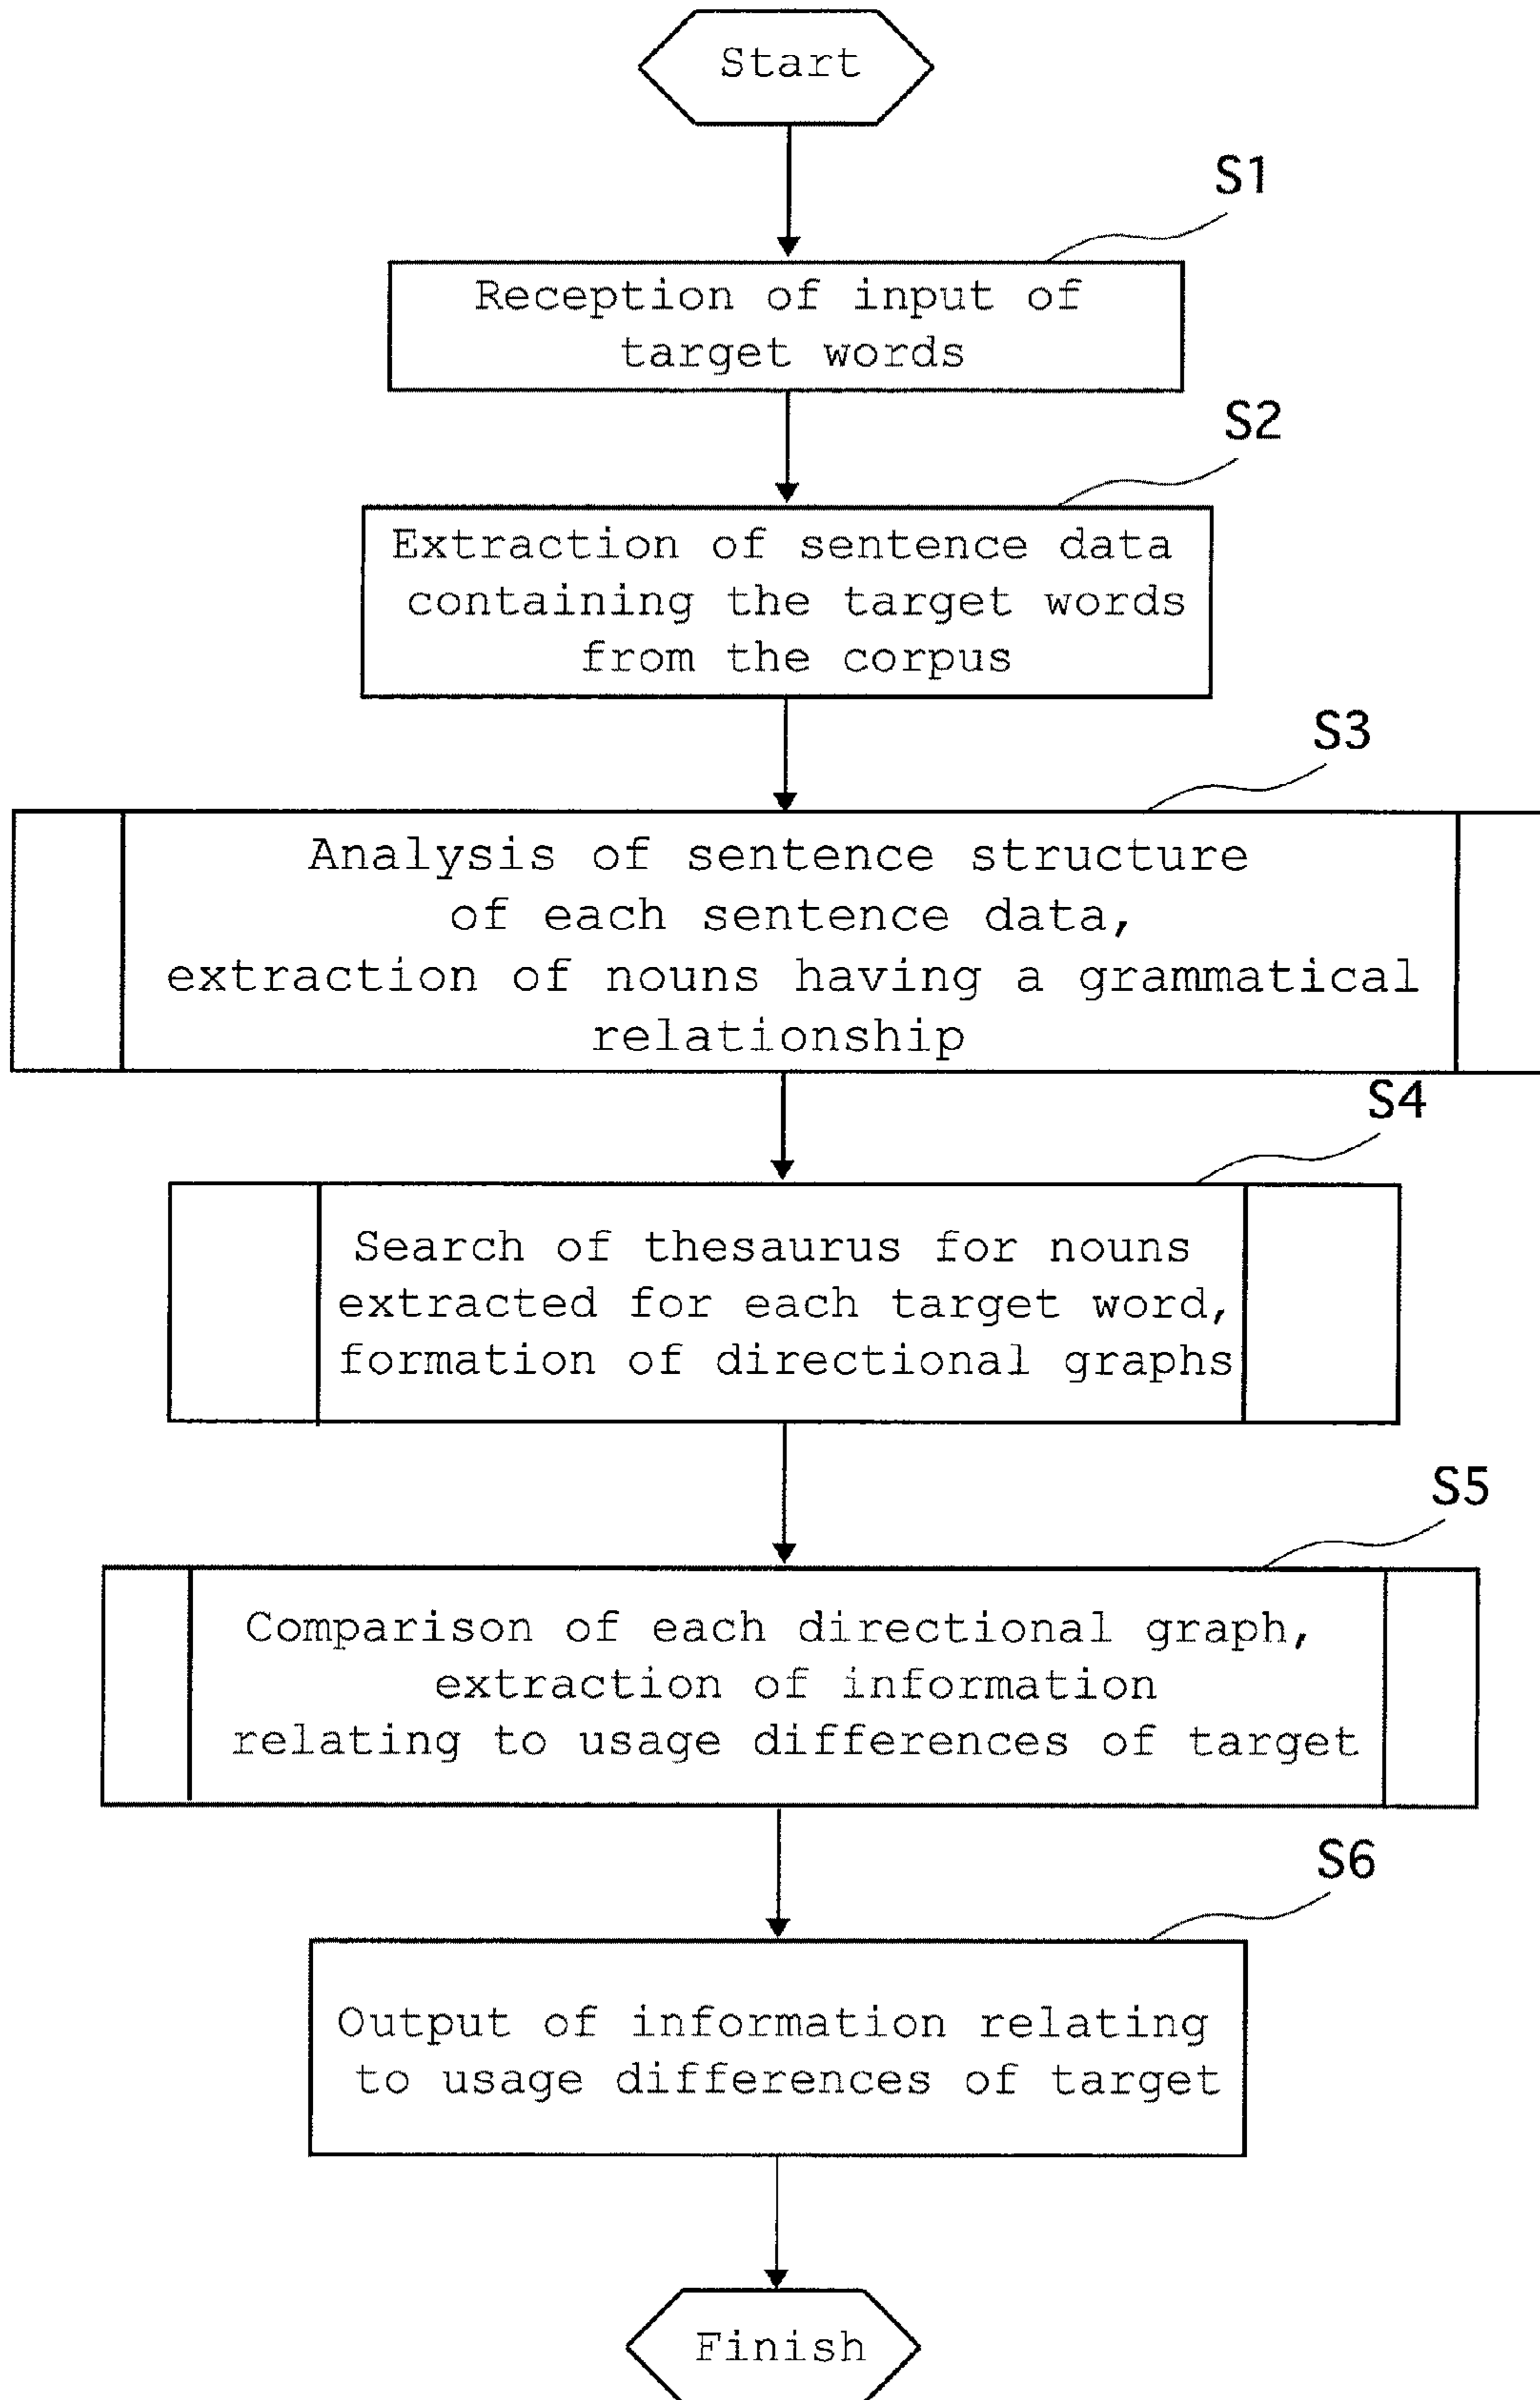 Start
S1
Reception of input of
target words
S2
Extraction of sentence data
containing the target words
from the corpus
S3
Analysis of sentence structure
of each sentence data,
extraction of nouns having a grammatical
relationship
S4
Search of thesaurus for nouns
extracted for each target word,
formation of directional graphs
S5
Comparison of each directional graph,
extraction of information
relating to usage differences of target
S6
Output of information relating
to usage differences of target
Finish